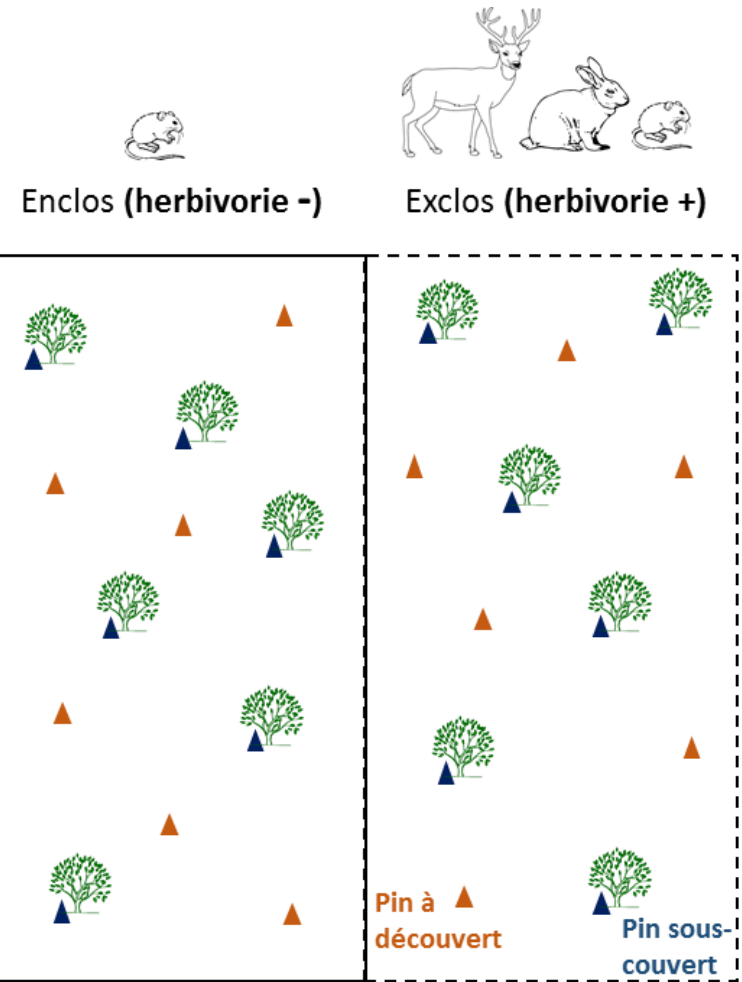 Enclos (herbivorie -)
Exclos (herbivorie +)
Pin à
découvert
Pin sous-
couvert